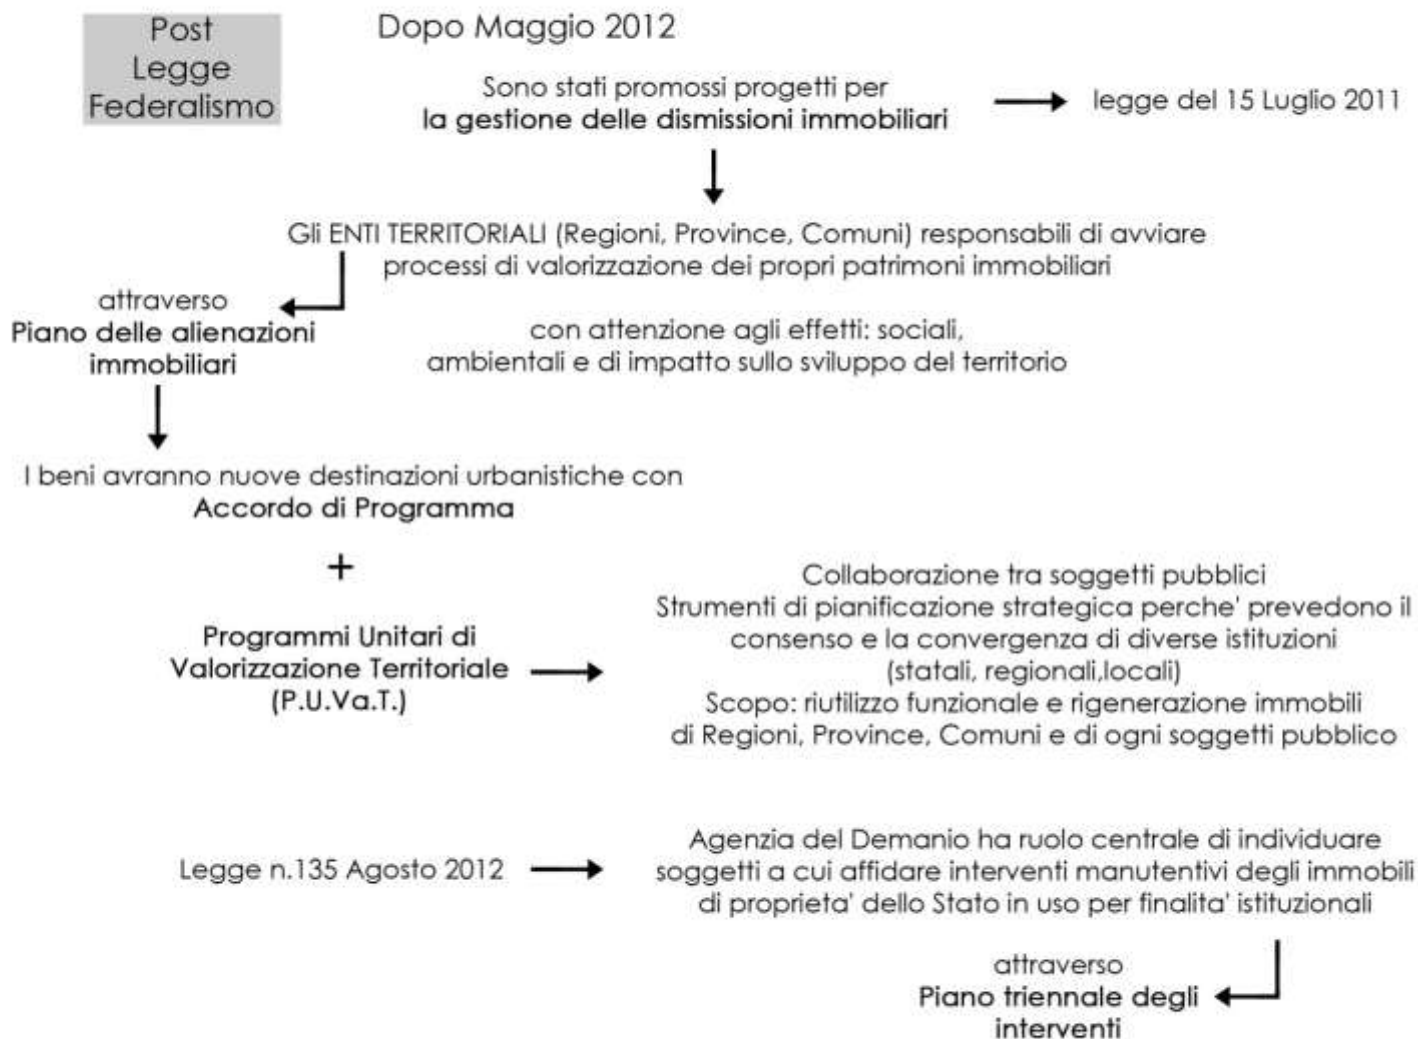 Post
Legge
Federalismo
Dopo Maggio 2012
Sono stati promossi progetti per
la gestione delle dismissioni immobiliari
legge del 15 Luglio 2011
Gli ENTI TERRITORIALI (Regioni, Province, Comuni) responsabili di avviare
processi di valorizzazione dei propri patrimoni immobiliari
attraverso
Piano delle alienazioni
immobiliari
con attenzione agli effetti: sociali,
ambientali e di impatto sullo sviluppo del territorio
I beni avranno nuove destinazioni urbanistiche con
Accordo di Programma
+
Programmi Unitari di
Valorizzazione Territoriale
(P.U.Va.T.)
Collaborazione tra soggetti pubblici
Strumenti di pianificazione strategica perche' prevedono il
consenso e la convergenza di diverse istituzioni
(statali, regionali,locali)
Scopo: riutilizzo funzionale e rigenerazione immobili
di Regioni, Province, Comuni e di ogni soggetti pubblico
Legge n.135 Agosto 2012
Agenzia del Demanio ha ruolo centrale di individuare
soggetti a cui affidare interventi manutentivi degli immobili
di proprieta' dello Stato in uso per finalita' istituzionali
attraverso
Piano triennale degli
interventi